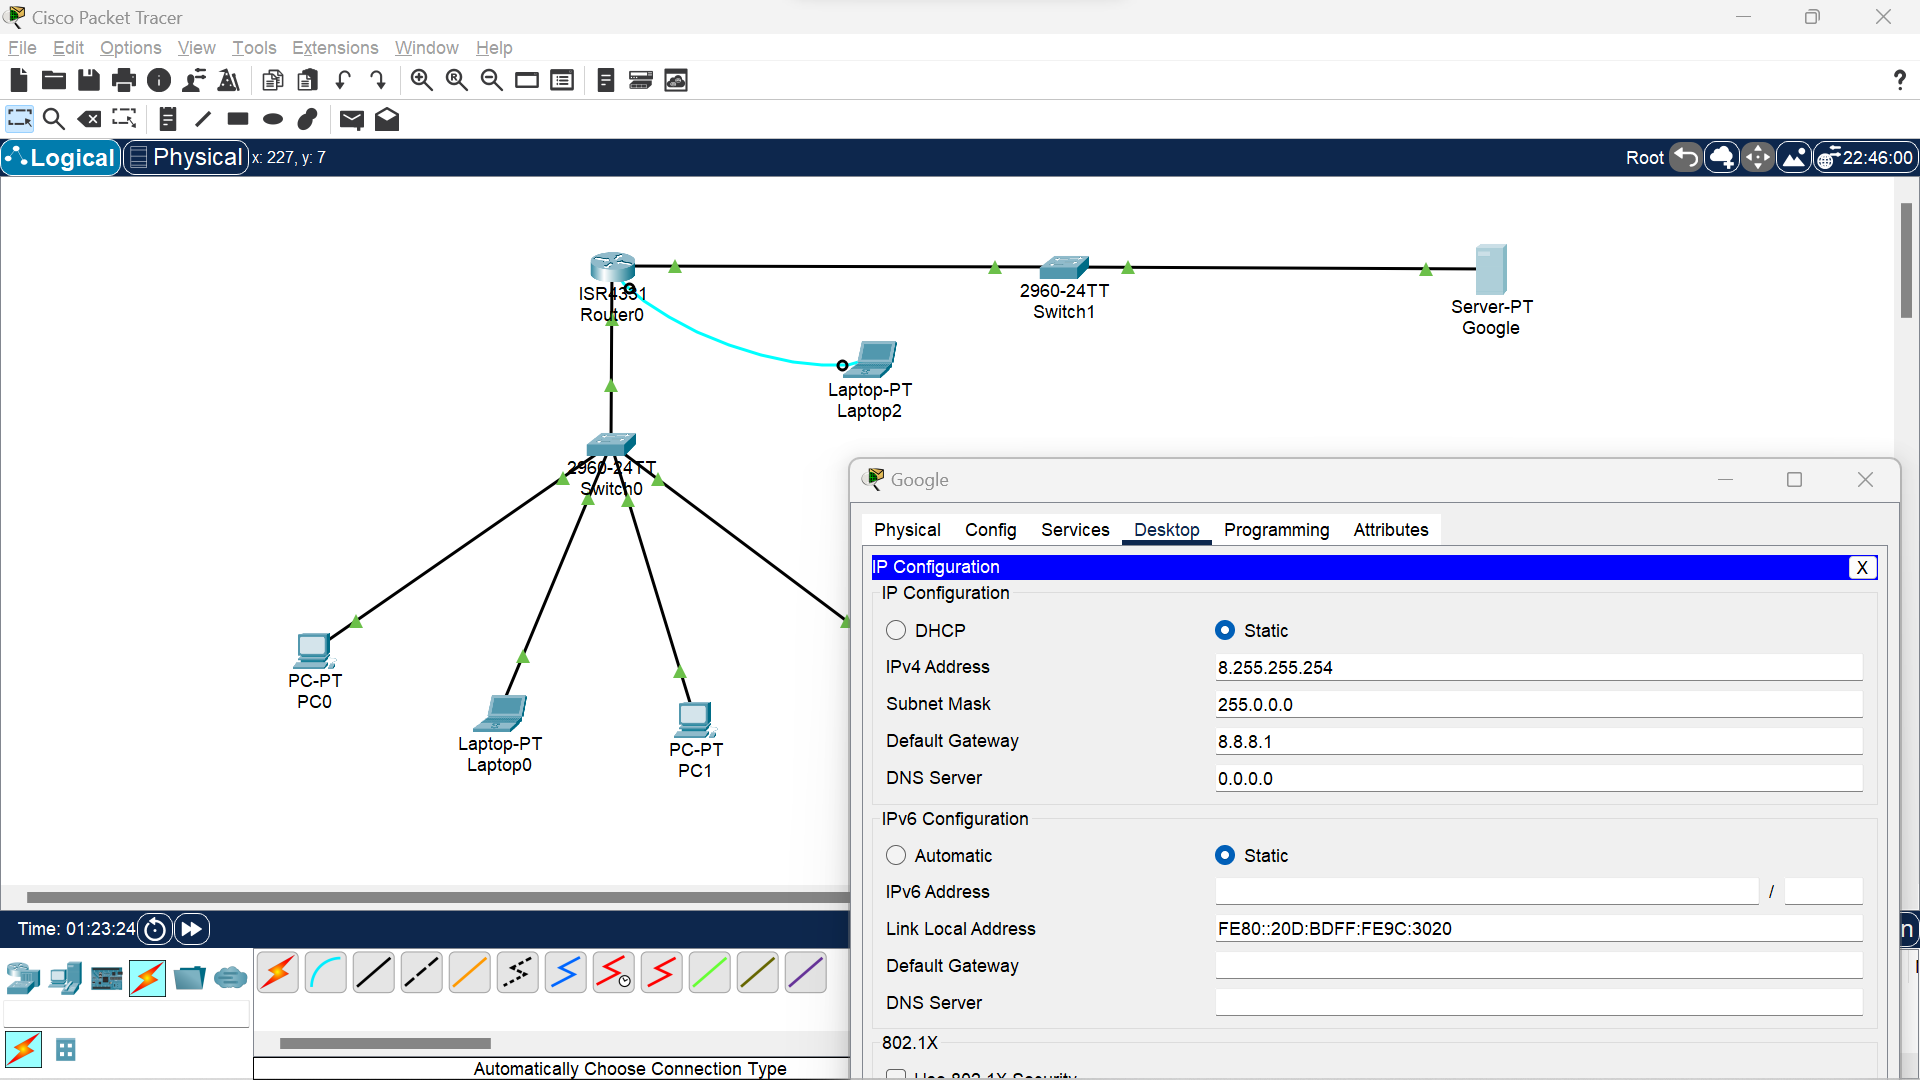 Cisco Packet Tracer
File Edit Options View Tools Extensions Window Help
Logical Physical x: 227, y: 7 Root 22:46:00
ISR4331
Router0
2960-24TT
Switch1
Server-PT
Google
Laptop-PT
Laptop2
2960-24TT
Switch0
PC-PT
PC0
Laptop-PT
Laptop0
PC-PT
PC1
Google
Physical Config Services Desktop Programming Attributes
IP Configuration X
IP Configuration
DHCP Static
IPv4 Address 8.255.255.254
Subnet Mask 255.0.0.0
Default Gateway 8.8.8.1
DNS Server 0.0.0.0
IPv6 Configuration
Automatic Static
IPv6 Address /
Link Local Address FE80::20D:BDFF:FE9C:3020
Default Gateway
DNS Server
802.1X
Use 802.1X Security
Time: 01:23:24
Automatically Choose Connection Type